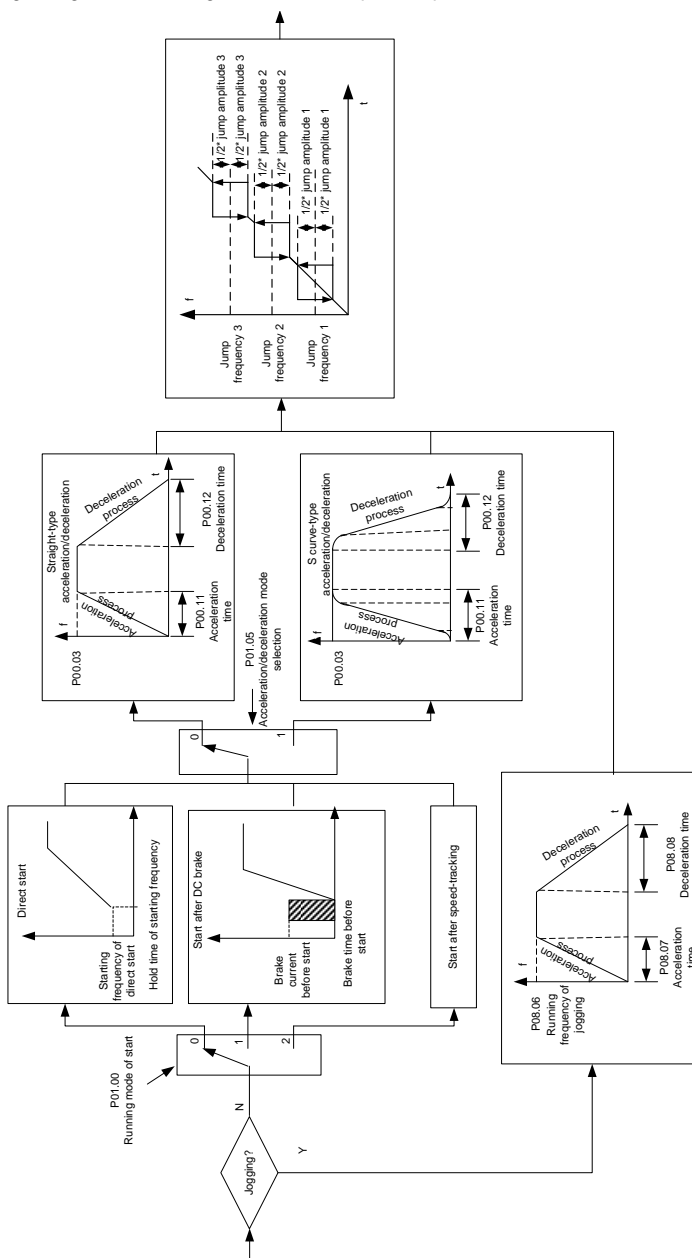 Jogging?
N
Y
P01.00
Running mode of start
0
1
2
Direct start
Starting
frequency of
direct start
Hold time of starting frequency
Start after DC brake
Brake
current
before start
Brake time before
start
Start after speed-tracking
P01.05
Acceleration/deceleration mode
selection
0
1
Straight-type
acceleration/deceleration
f
P00.03
Acceleration
process
Deceleration
process
t
P00.11
Acceleration
time
P00.12
Deceleration time
S curve-type
acceleration/deceleration
f
P00.03
Acceleration
process
Deceleration
process
t
P00.11
Acceleration
time
P00.12
Deceleration time
f
P08.06
Running
frequency of
jogging
Acceleration
process
Deceleration
process
t
P08.07
Acceleration
time
P08.08
Deceleration time
f
Jump
frequency 3
Jump
frequency 2
Jump
frequency 1
1/2* jump amplitude 3
1/2* jump amplitude 3
1/2* jump amplitude 2
1/2* jump amplitude 2
1/2* jump amplitude 1
1/2* jump amplitude 1
t